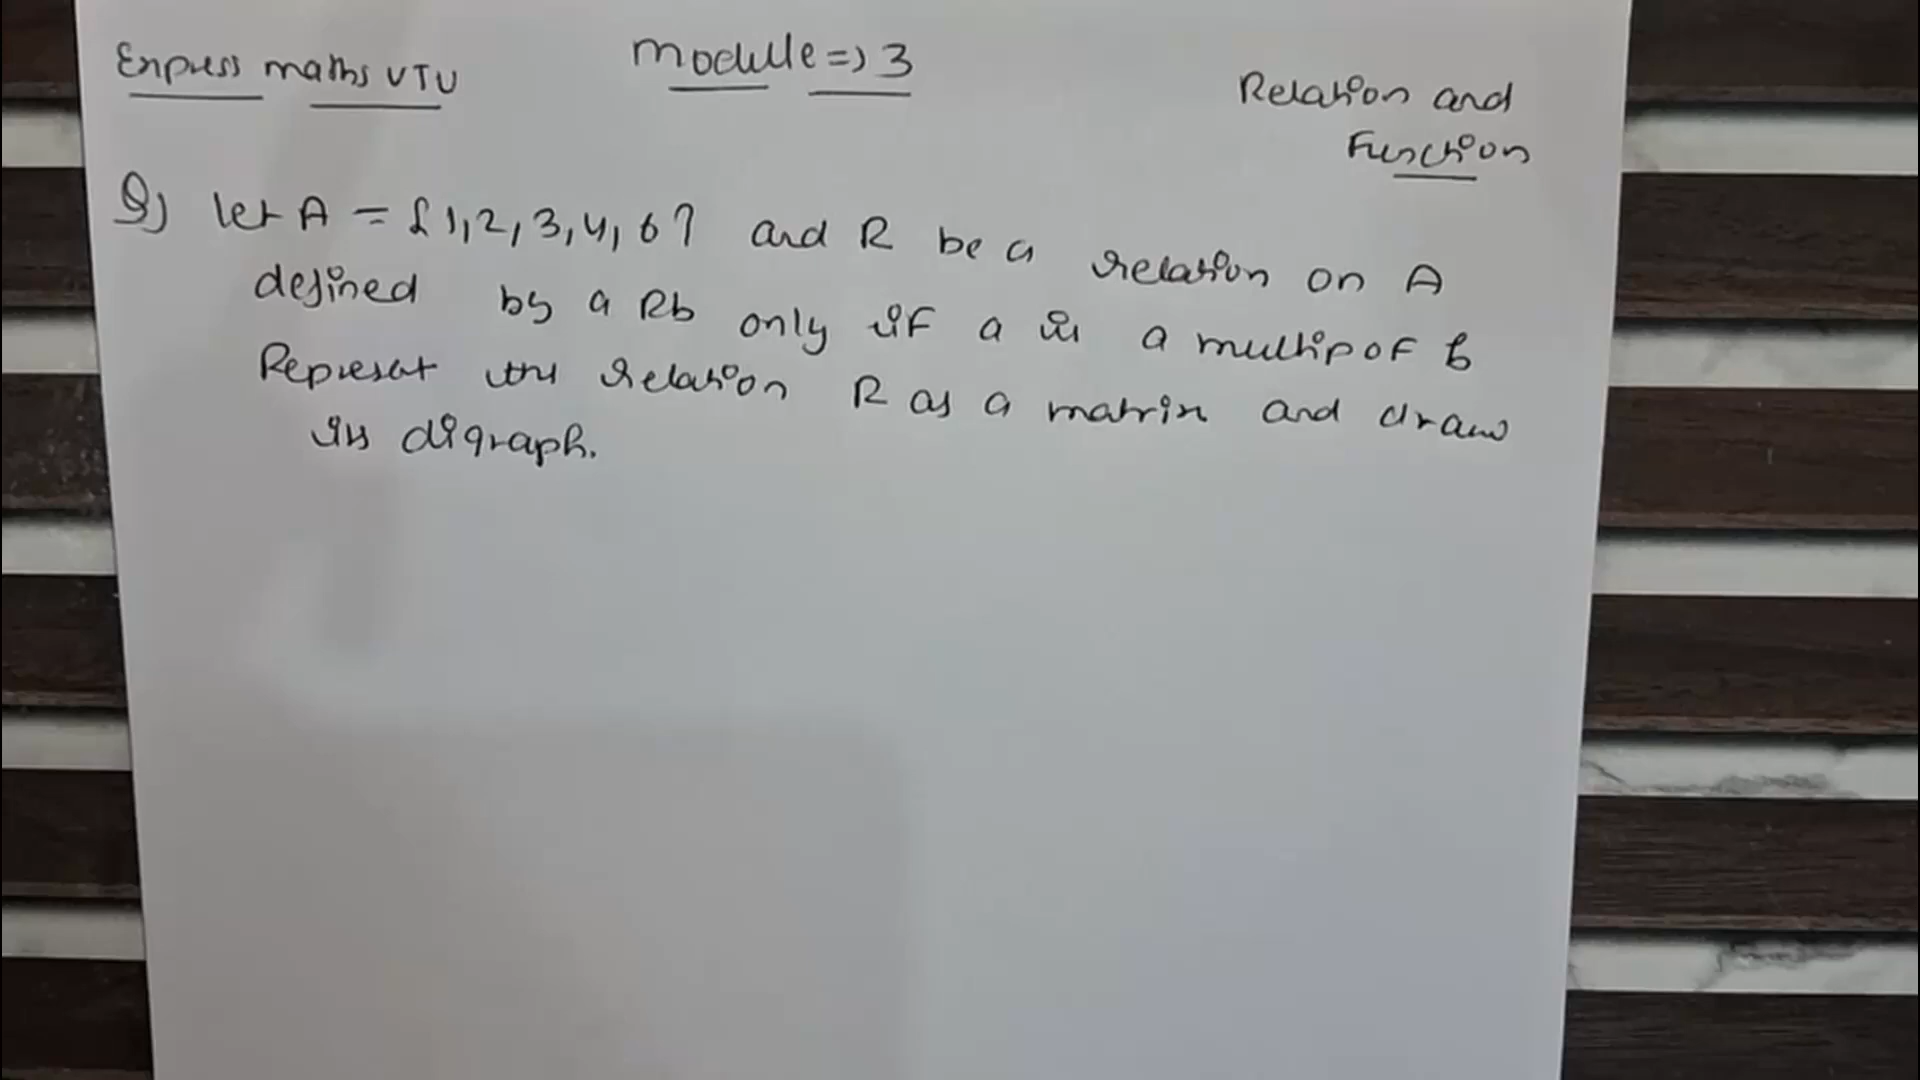 Express maths VTU
module => 3
Relation and
Function
Q) let A = {1,2,3,4,6} and R be a relation on A
defined by a Rb only if a is a multip of b
Represent the relation R as a matrix and draw
its digraph.